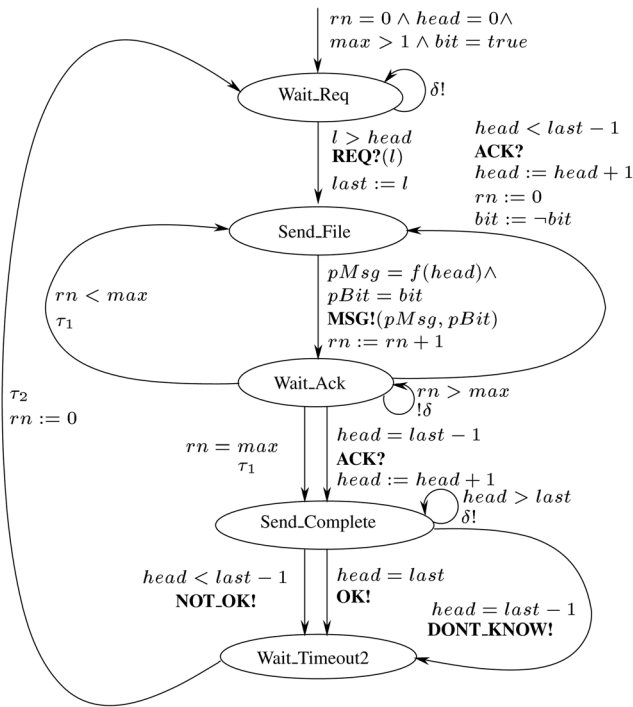 rn = 0 ∧ head = 0∧
max > 1 ∧ bit = true
Wait_Req
δ!
l > head
REQ?(l)
last := l
head < last − 1
ACK?
head := head + 1
rn := 0
bit := ¬bit
Send_File
pMsg = f(head)∧
pBit = bit
MSG!(pMsg, pBit)
rn := rn + 1
rn < max
τ1
Wait_Ack
rn > max
!δ
τ2
rn := 0
rn = max
τ1
head = last − 1
ACK?
head := head + 1
head > last
δ!
Send_Complete
head < last − 1
NOT_OK!
head = last
OK!
head = last − 1
DONT_KNOW!
Wait_Timeout2